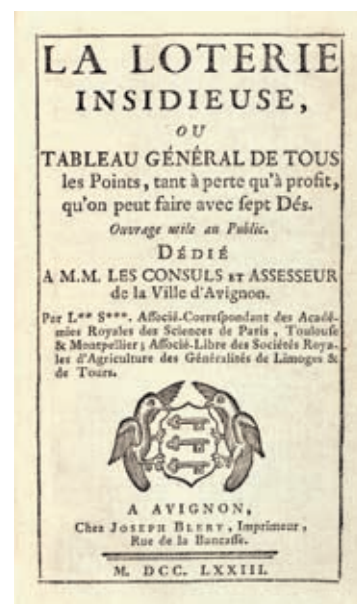 LA LOTERIE
INSIDIEUSE,
OU
TABLEAU GÉNÉRAL DE TOUS
les Points, tant à perte qu'à profit,
qu'on peut faire avec sept Dés.
Ouvrage utile au Public.
DÉDIÉ
A M.M. LES CONSULS ET ASSESSEUR
de la Ville d'Avignon.
Par L** S***. Associé-Correspondant des Acadé-
mies Royales des Sciences de Paris, Toulouse
& Montpellier; Associé-Libre des Sociétés Roya-
les d'Agriculture des Généralités de Limoges &
de Tours.
A AVIGNON,
Chez JOSEPH BLERY, Imprimeur,
Rue de la Bancasse.
M. DCC. LXXIII.